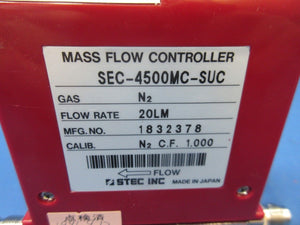 MASS FLOW CONTROLLER
SEC-4500MC-SUC
GAS N₂
FLOW RATE 20LM
MFG. NO. 1832378
CALIB. N₂ C.F. 1.000
FLOW
STEC INC MADE IN JAPAN